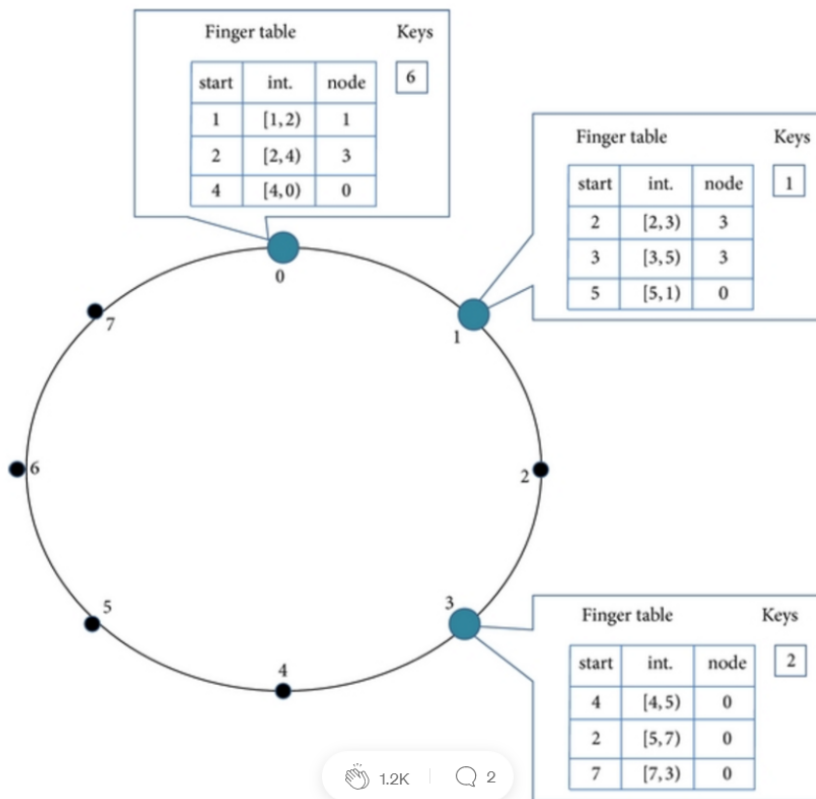 Finger table Keys
start int. node 6
1 [1,2) 1
2 [2,4) 3
4 [4,0) 0
Finger table Keys
start int. node 1
2 [2,3) 3
3 [3,5) 3
5 [5,1) 0
0
7
1
6
2
5
3
4
Finger table Keys
start int. node 2
4 [4,5) 0
2 [5,7) 0
7 [7,3) 0
1.2K 2